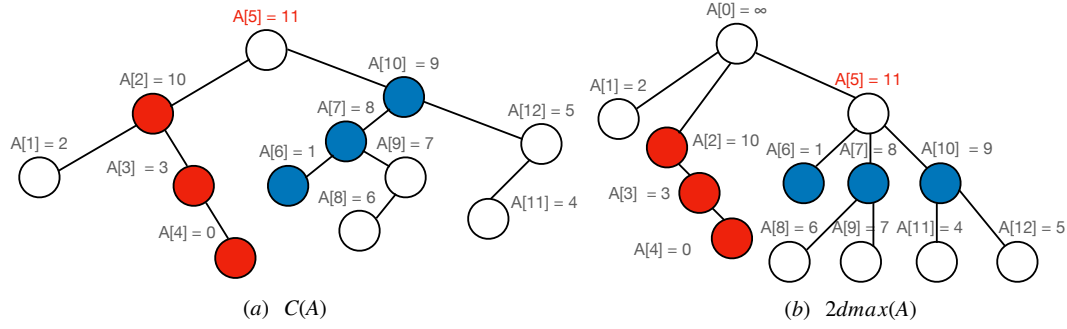 A[5] = 11
A[2] = 10
A[10] = 9
A[7] = 8
A[12] = 5
A[1] = 2
A[3] = 3
A[6] = 1
A[9] = 7
A[8] = 6
A[11] = 4
A[4] = 0
(a) C(A)
A[0] = ∞
A[1] = 2
A[5] = 11
A[2] = 10
A[6] = 1
A[7] = 8
A[10] = 9
A[3] = 3
A[8] = 6
A[9] = 7
A[11] = 4
A[12] = 5
A[4] = 0
(b) 2dmax(A)